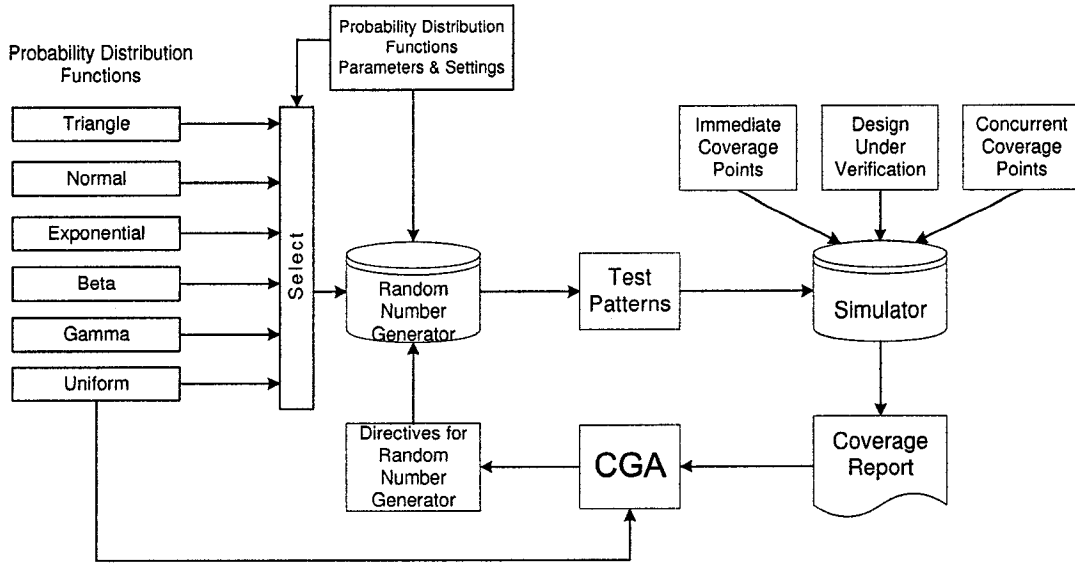 Probability Distribution
Functions
Triangle
Normal
Exponential
Beta
Gamma
Uniform
Select
Probability Distribution
Functions
Parameters & Settings
Random
Number
Generator
Test
Patterns
Immediate
Coverage
Points
Design
Under
Verification
Concurrent
Coverage
Points
Simulator
Directives for
Random
Number
Generator
CGA
Coverage
Report